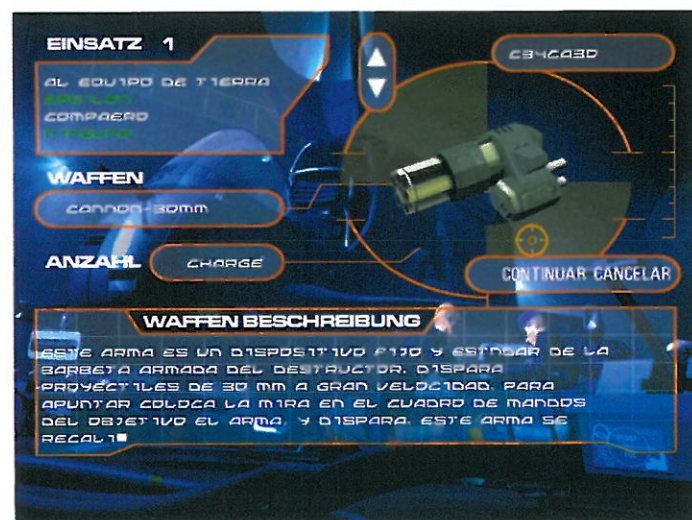 EINSATZ 1
AL EQUIPO DE TIERRA
EPSILON
COMPAERO
NINGUNO
CARGADO
WAFFEN
CANNON-30MM
ANZAHL
CHARGE
CONTINUAR CANCELAR
WAFFEN BESCHREIBUNG
ESTE ARMA ES UN DISPOSITIVO FIJO Y ESTNDAR DE LA
BARBETA ARMADA DEL DESTRUCTOR. DISPARA
PROYECTILES DE 30 MM A GRAN VELOCIDAD. PARA
APUNTAR COLOCA LA MIRA EN EL CUADRO DE MANDOS
DEL OBJETIVO EL ARMA, Y DISPARA. ESTE ARMA SE
RECALI